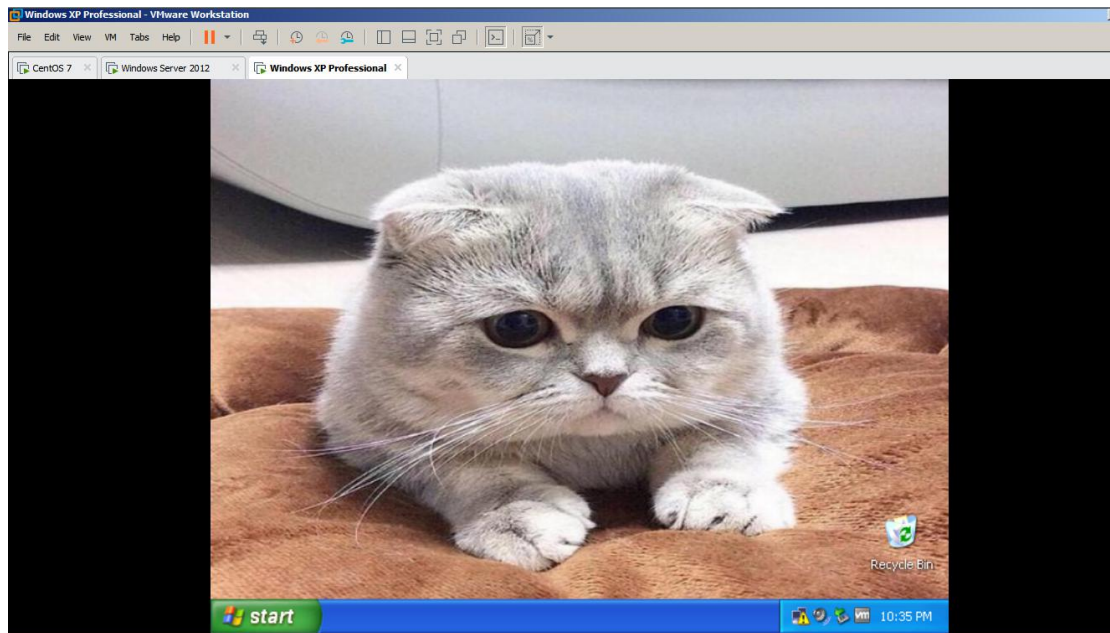 Windows XP Professional - VMware Workstation
File Edit View VM Tabs Help
CentOS 7 Windows Server 2012 Windows XP Professional
Recycle Bin
start vm 10:35 PM